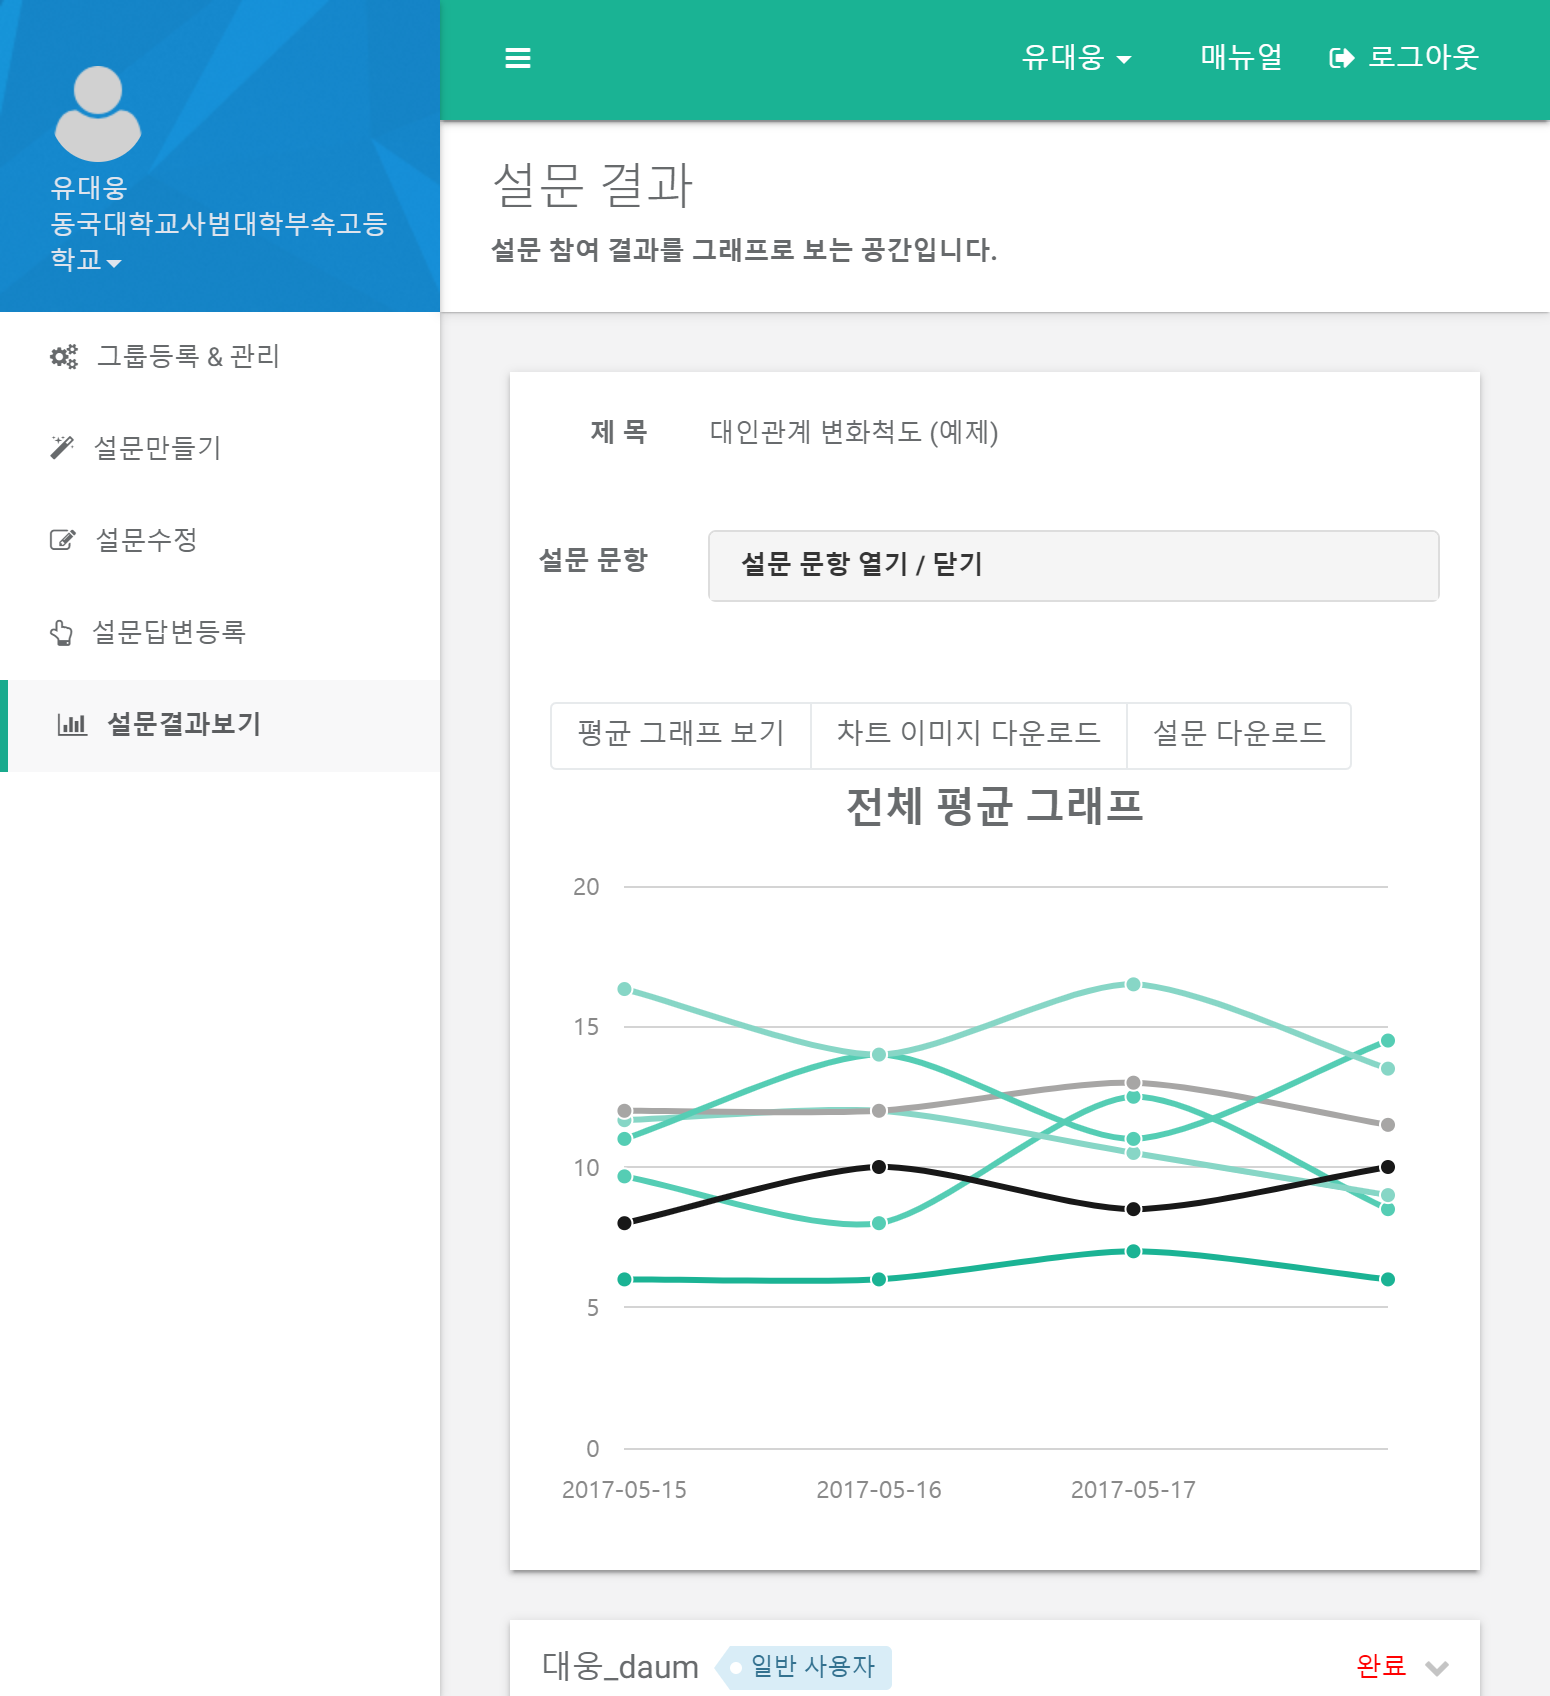 유대웅
매뉴얼
로그아웃
유대웅
동국대학교사범대학부속고등
학교
그룹등록 & 관리
설문만들기
설문수정
설문답변등록
설문결과보기
설문 결과
설문 참여 결과를 그래프로 보는 공간입니다.
제 목
대인관계 변화척도 (예제)
설문 문항
설문 문항 열기 / 닫기
평균 그래프 보기
차트 이미지 다운로드
설문 다운로드
전체 평균 그래프
20
15
10
5
0
2017-05-15
2017-05-16
2017-05-17
대웅_daum
일반 사용자
완료